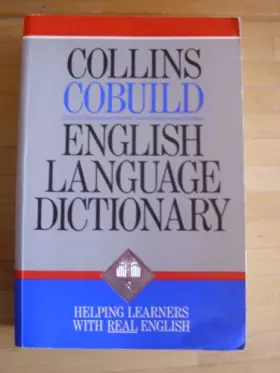 COLLINS
COBUILD
ENGLISH
LANGUAGE
DICTIONARY
HELPING LEARNERS
WITH REAL ENGLISH